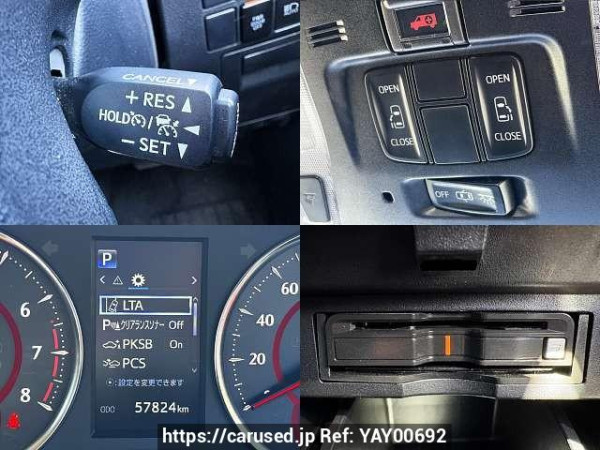 CANCEL
+ RES ▲
HOLD / ◀
− SET ▼
OPEN
CLOSE
OPEN
CLOSE
OFF
P
< ⚠ >
LTA
P クリアランスソナー Off
PKSB On
PCS
:設定を変更できます
ODO 57824km
6
7
8
60
40
20
https://carused.jp Ref: YAY00692